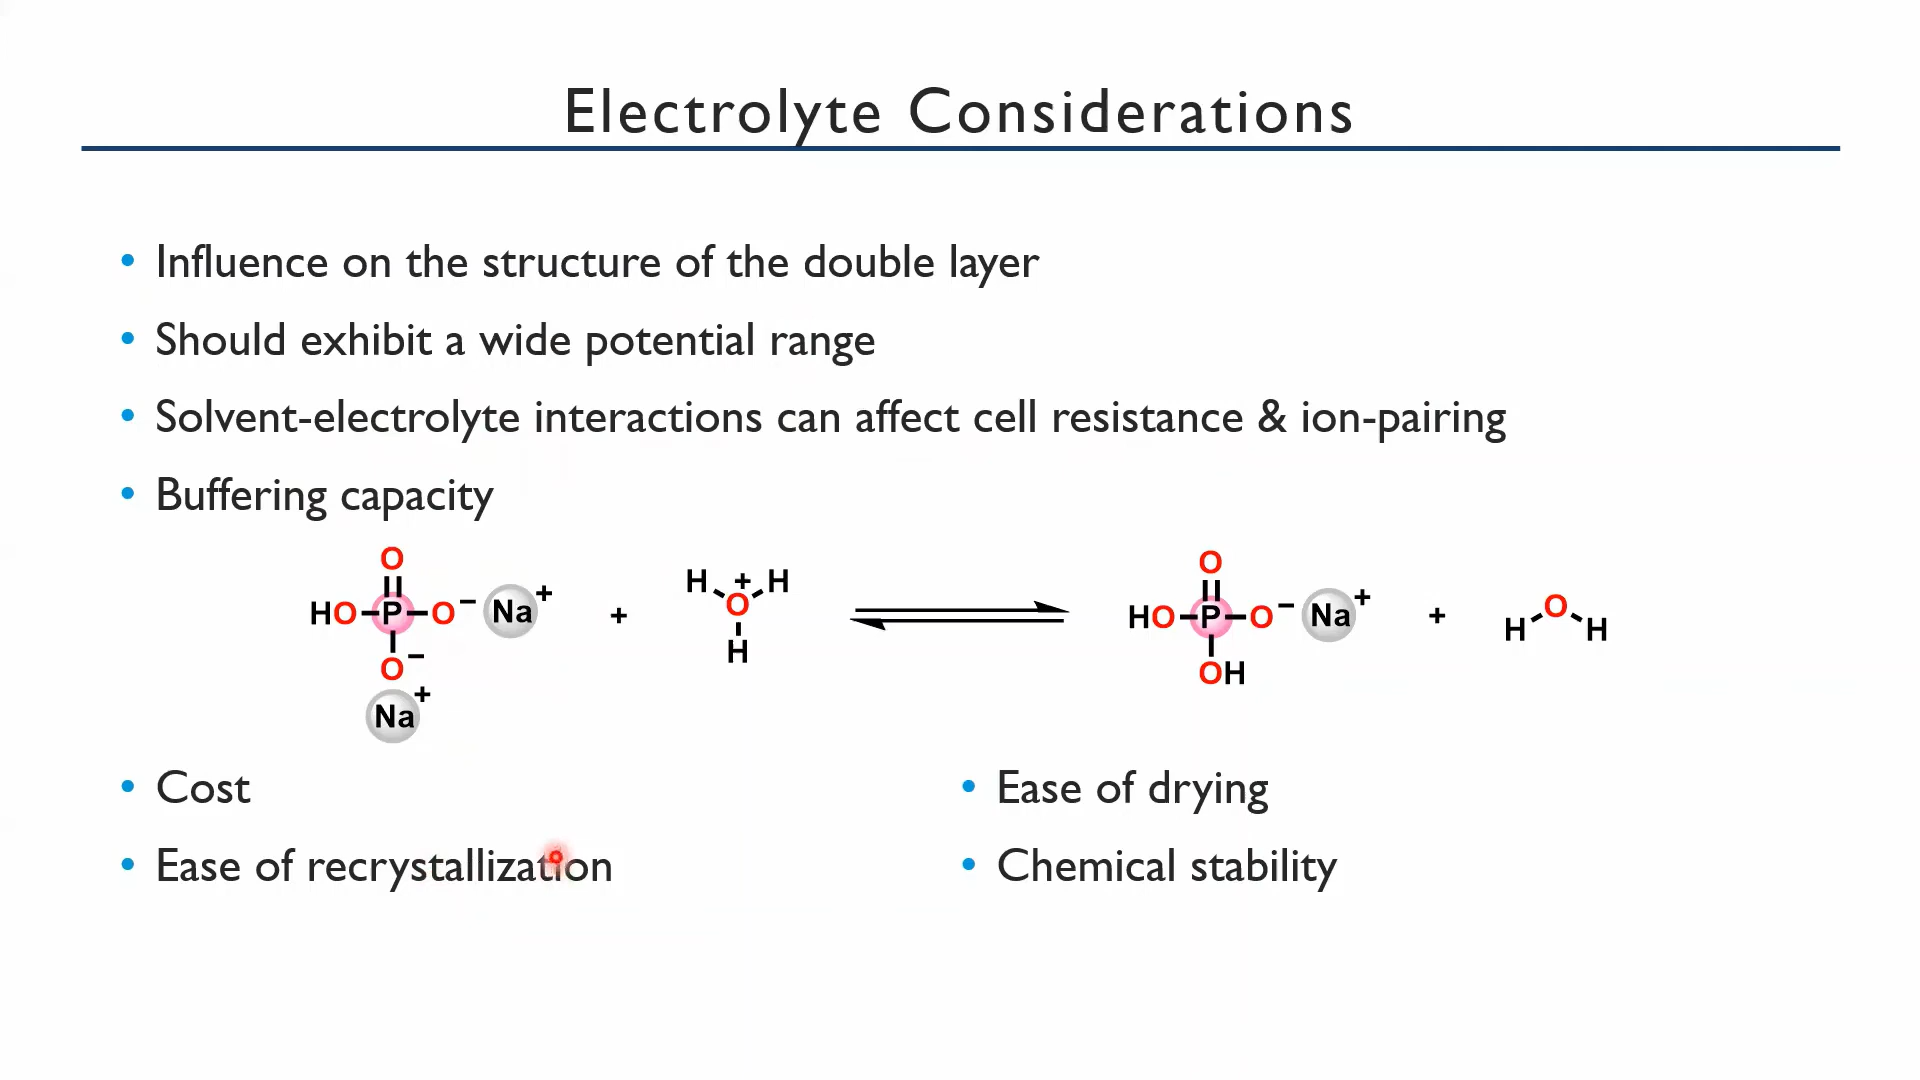 Electrolyte Considerations
• Influence on the structure of the double layer
• Should exhibit a wide potential range
• Solvent-electrolyte interactions can affect cell resistance & ion-pairing
• Buffering capacity
O
HO P O− Na+ + H O+ H ⇌ HO P O− Na+ + H O H
O−
H
Na+
O
OH
• Cost
• Ease of recrystallization
• Ease of drying
• Chemical stability